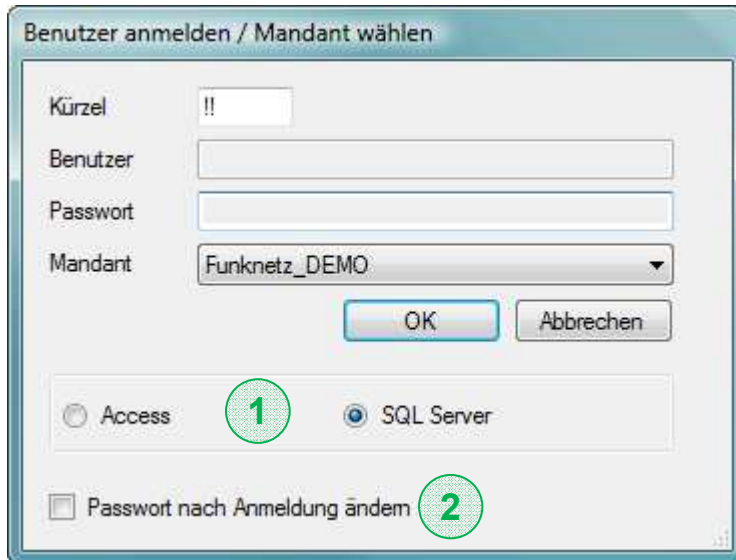 Benutzer anmelden / Mandant wählen
Kürzel !!
Benutzer
Passwort
Mandant Funknetz_DEMO
OK Abbrechen
Access 1 SQL Server
Passwort nach Anmeldung ändern 2